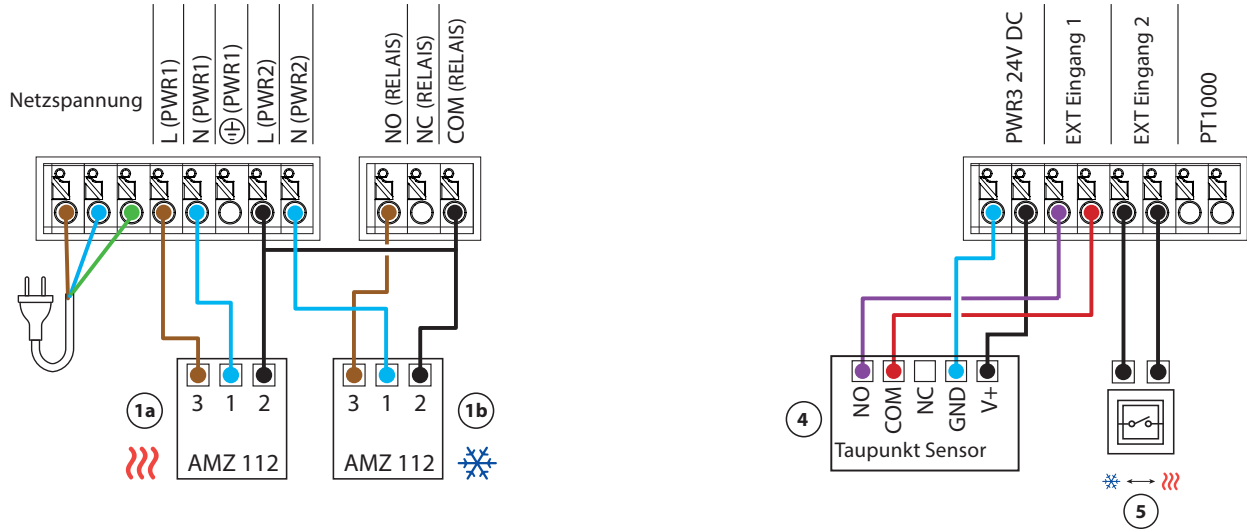 Netzspannung
L (PWR1)
N (PWR1)
(PWR1)
L (PWR2)
N (PWR2)
NO (RELAIS)
NC (RELAIS)
COM (RELAIS)
PWR3 24V DC
EXT Eingang 1
EXT Eingang 2
PT1000
1a
3 1 2
AMZ 112
3 1 2
AMZ 112
1b
4
NO
COM
NC
GND
V+
Taupunkt Sensor
5